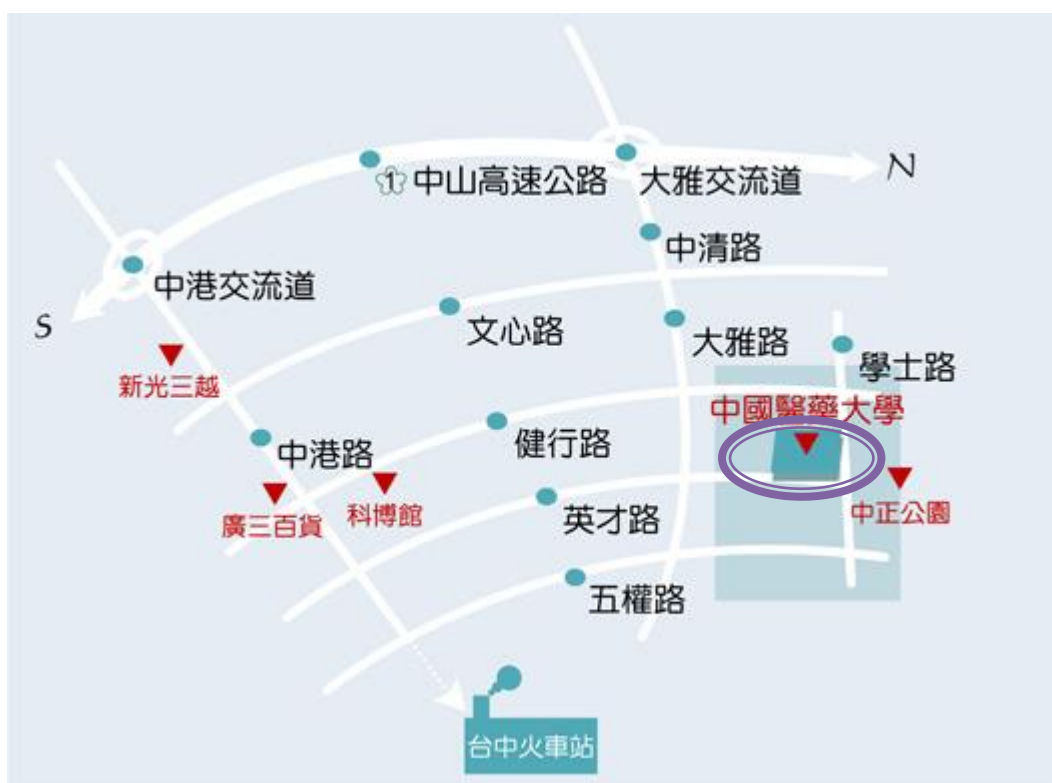 N
1 中山高速公路
大雅交流道
中清路
中港交流道
S
文心路
大雅路
學士路
新光三越
中國醫藥大學
健行路
中港路
廣三百貨
科博館
英才路
中正公園
五權路
台中火車站